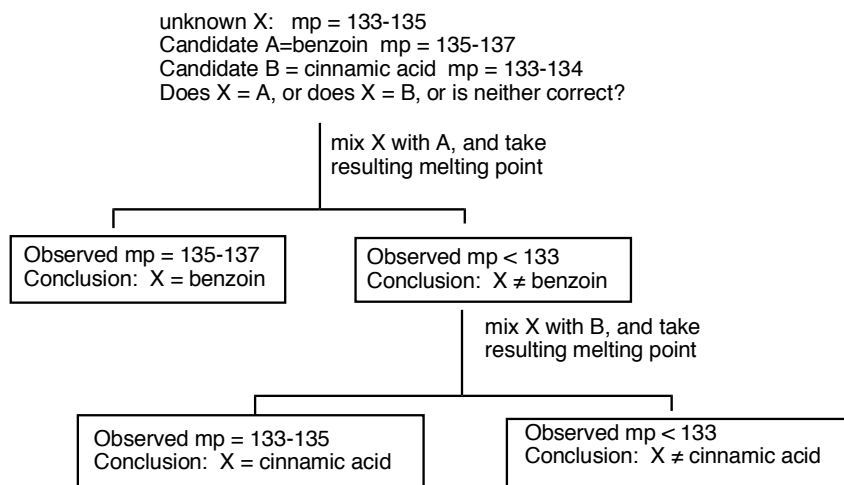 unknown X:  mp = 133-135
Candidate A=benzoin  mp = 135-137
Candidate B = cinnamic acid  mp = 133-134
Does X = A, or does X = B, or is neither correct?
mix X with A, and take
resulting melting point
Observed mp = 135-137
Conclusion:  X = benzoin
Observed mp < 133
Conclusion:  X ≠ benzoin
mix X with B, and take
resulting melting point
Observed mp = 133-135
Conclusion:  X = cinnamic acid
Observed mp < 133
Conclusion:  X ≠ cinnamic acid